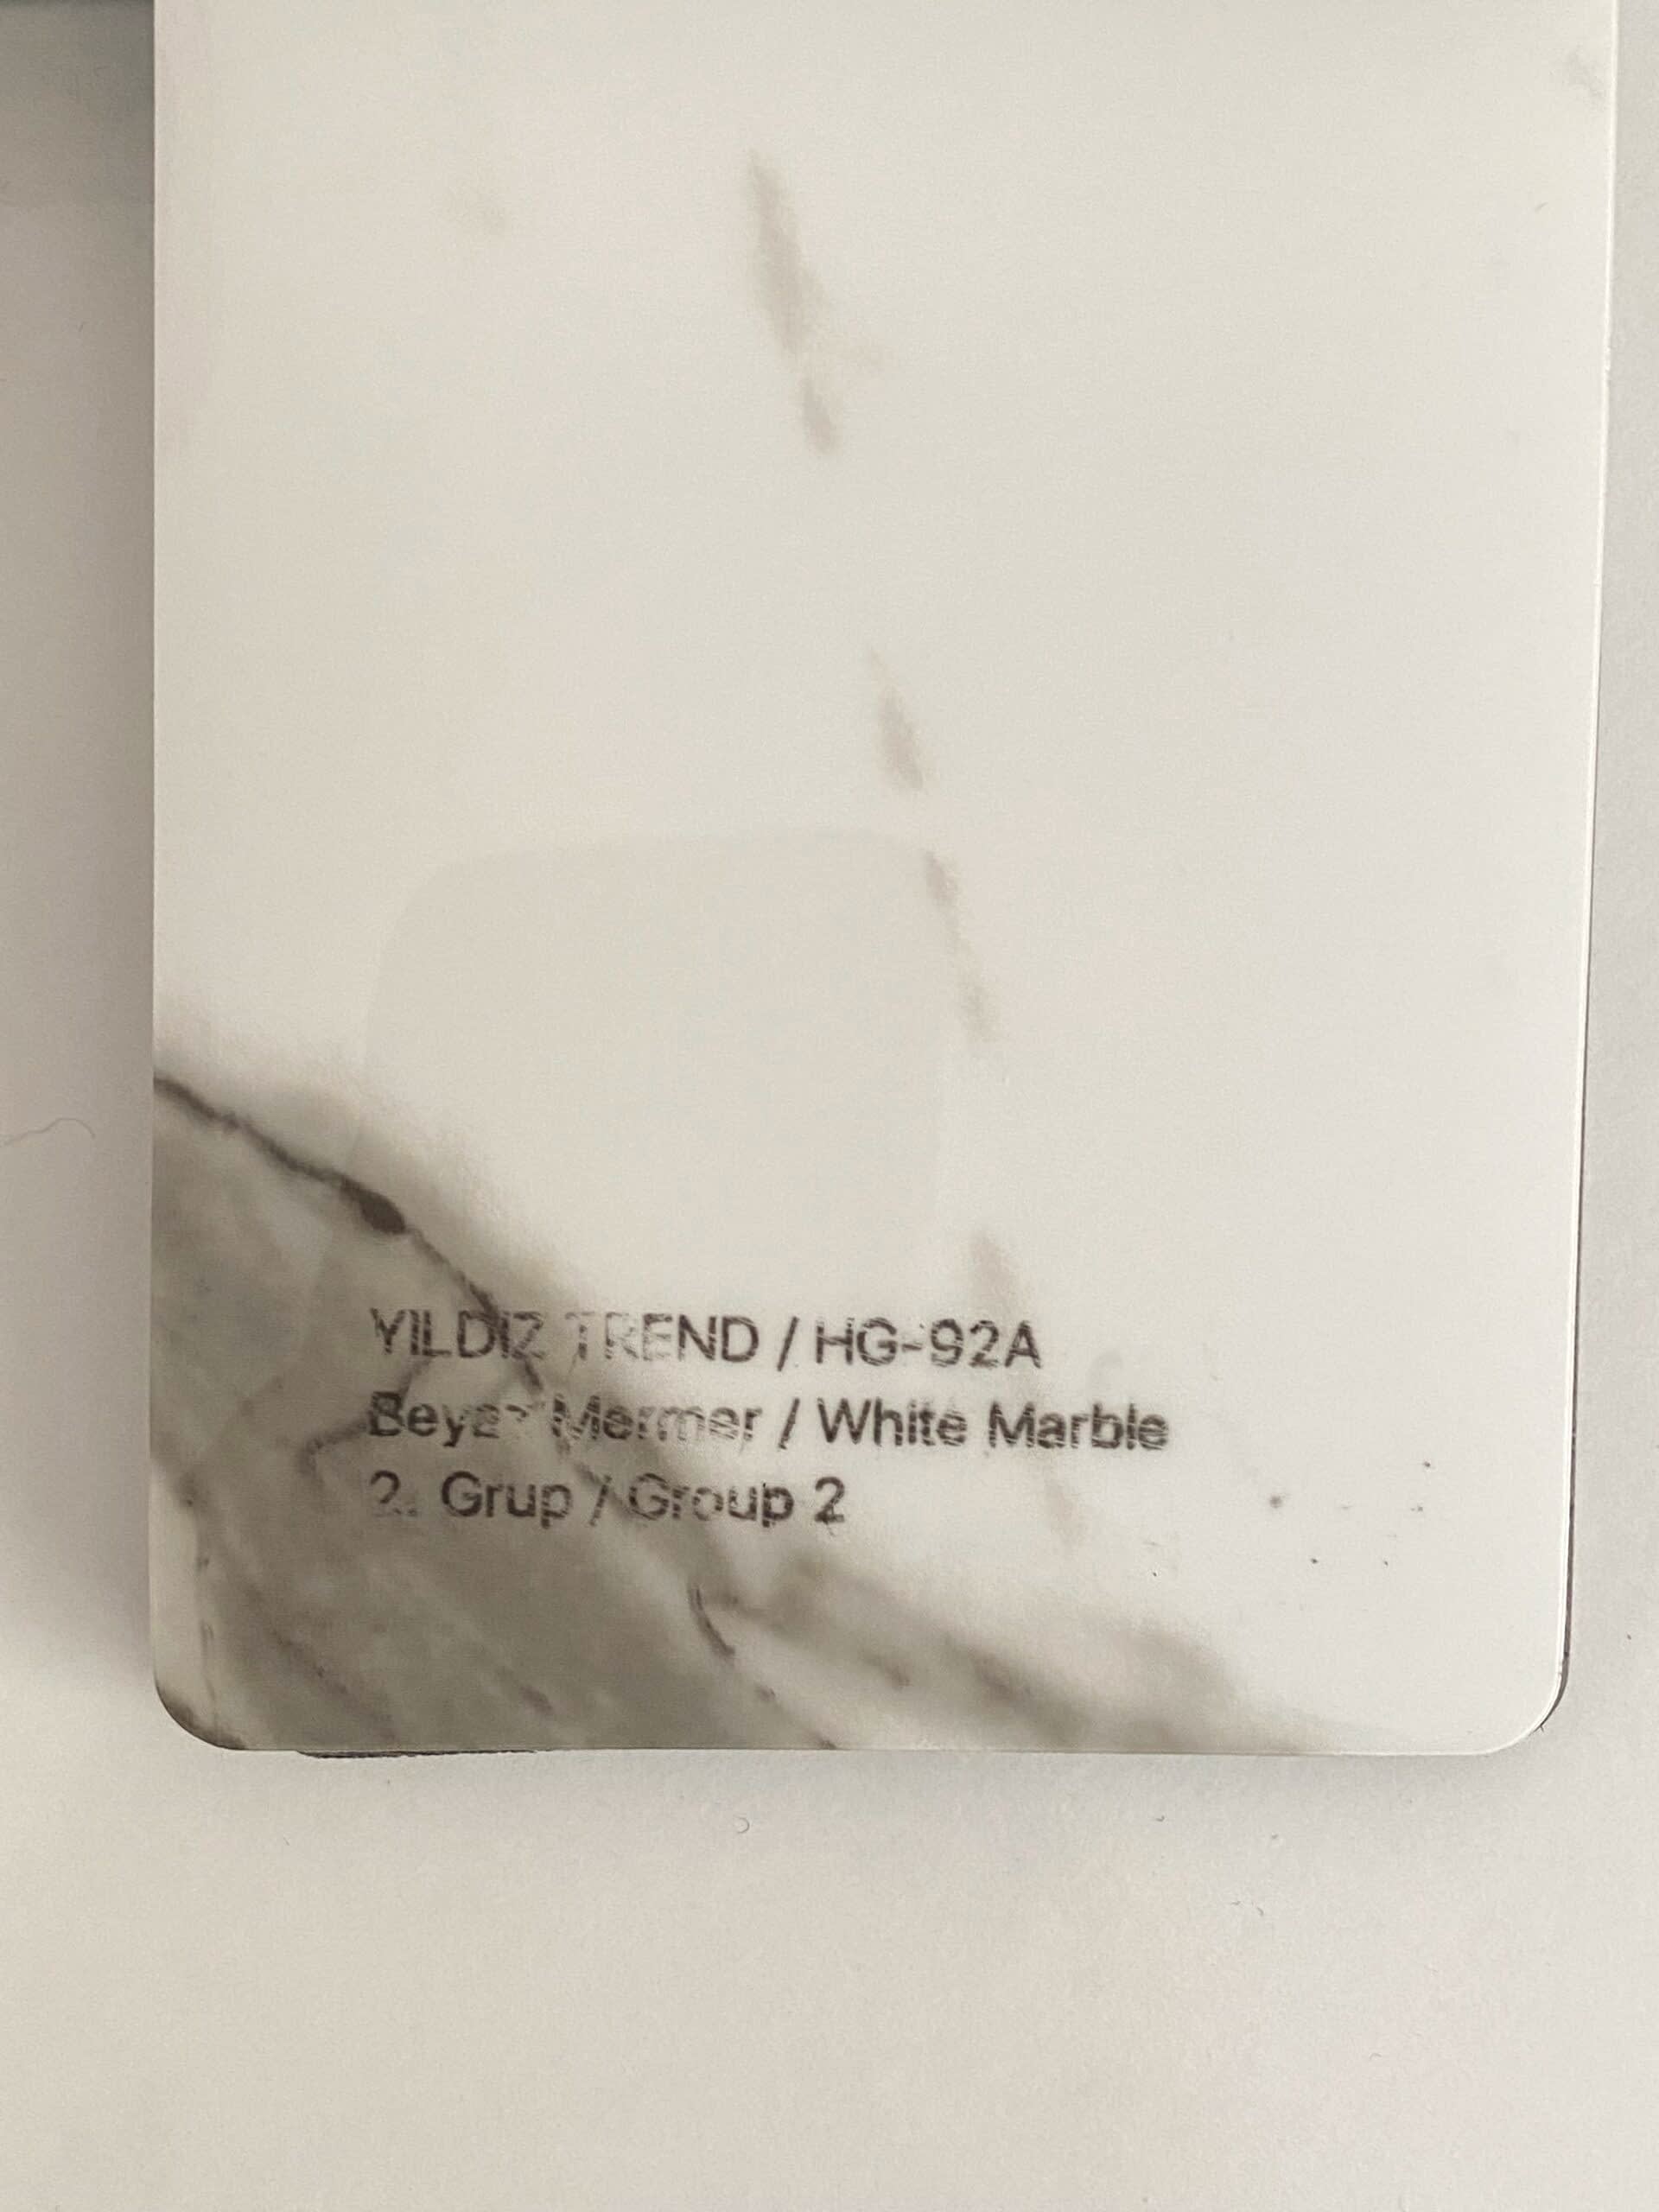 YILDIZ TREND / HG-92A
Beyaz Mermer / White Marble
2. Grup / Group 2